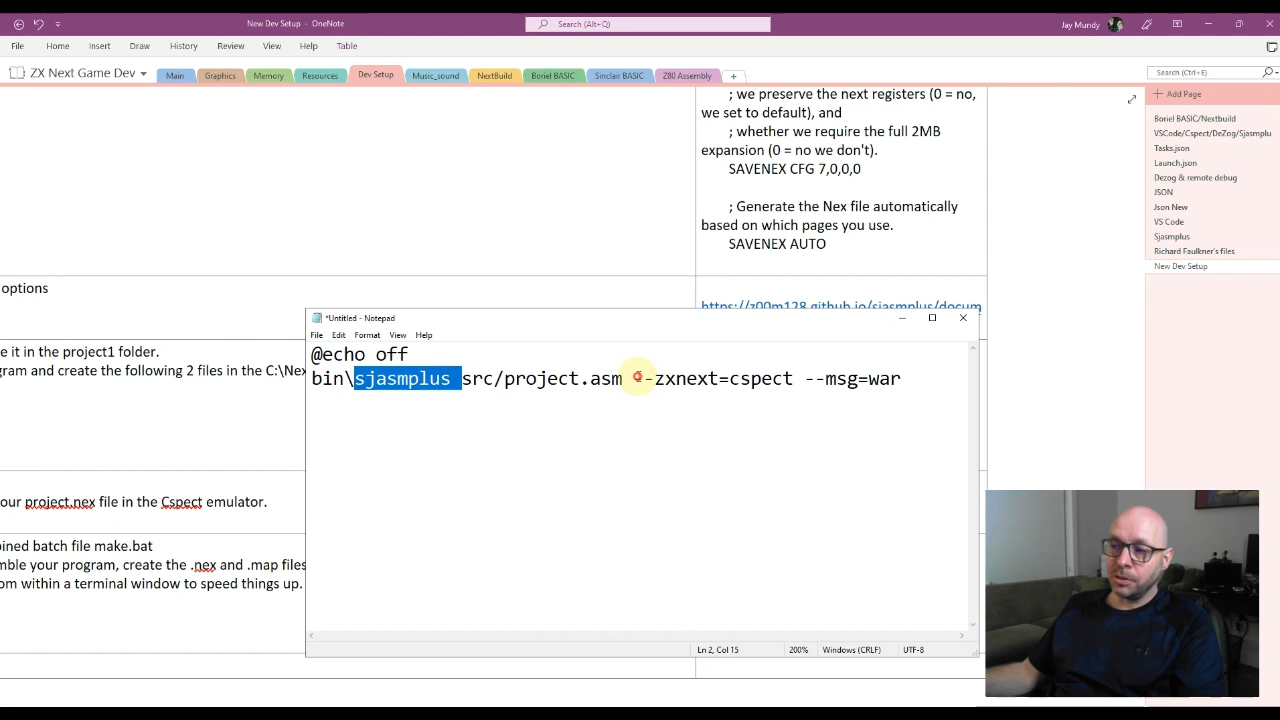 New Dev Setup - OneNote
Search (Alt+Q)
Jay Mundy
File Home Insert Draw History Review View Help Table
ZX Next Game Dev
Main Graphics Memory Resources Dev Setup Music_sound NextBuild Boriel BASIC Sinclair BASIC Z80 Assembly +
Search (Ctrl+E)
Add Page
Boriel BASIC/Nextbuild
VSCode/Cspect/DeZog/Sjasmplu
Tasks.json
Launch.json
Dezog & remote debug
JSON
Json New
VS Code
Sjasmplus
Richard Faulkner's files
New Dev Setup
; we preserve the next registers (0 = no,
we set to default), and
; whether we require the full 2MB
expansion (0 = no we don't).
SAVENEX CFG 7,0,0,0
; Generate the Nex file automatically
based on which pages you use.
SAVENEX AUTO
options
https://z00m128.github.io/sjasmplus/docum
e it in the project1 folder.
gram and create the following 2 files in the C:\Nex
our project.nex file in the Cspect emulator.
bined batch file make.bat
emble your program, create the .nex and .map files
om within a terminal window to speed things up.
*Untitled - Notepad
File Edit Format View Help
@echo off
bin\sjasmplus src/project.asm --zxnext=cspect --msg=war
Ln 2, Col 15 200% Windows (CRLF) UTF-8